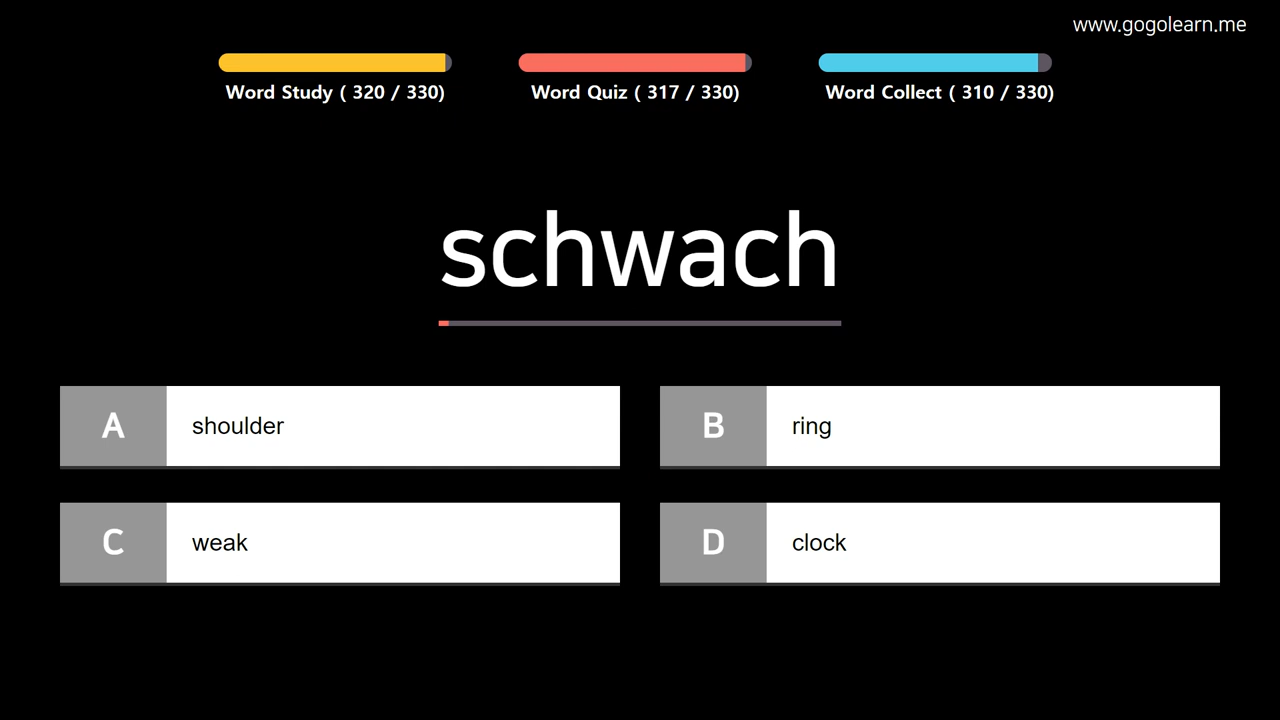 www.gogolearn.me
Word Study ( 320 / 330)
Word Quiz ( 317 / 330)
Word Collect ( 310 / 330)
schwach
A shoulder
B ring
C weak
D clock